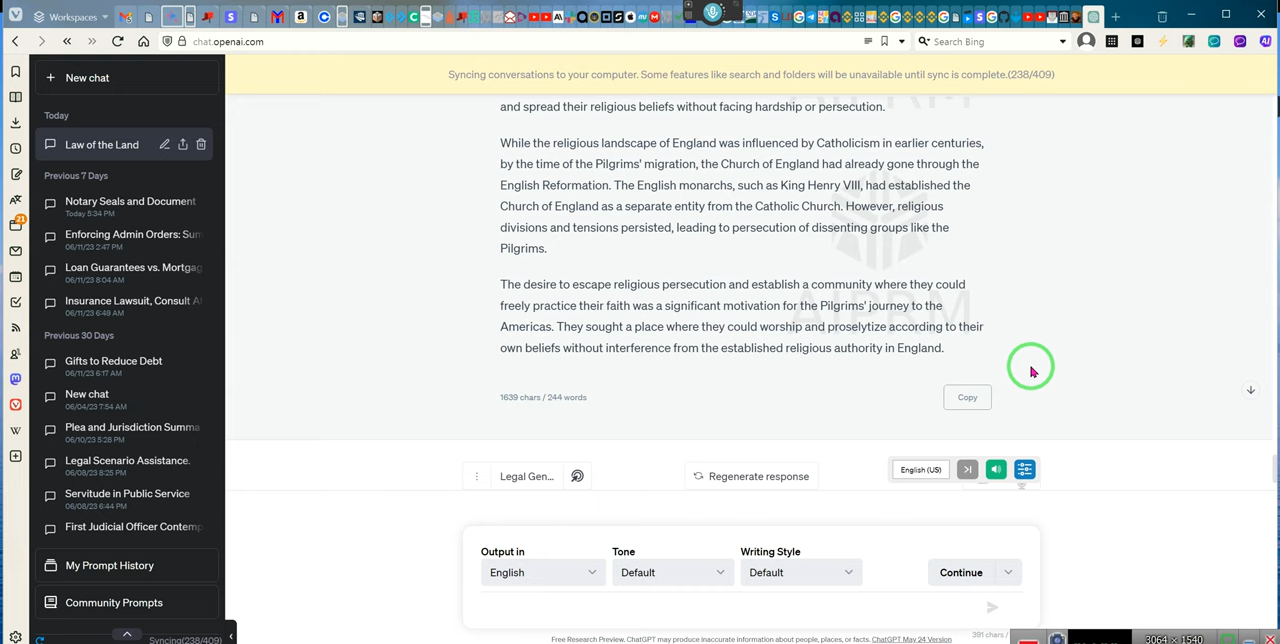 Workspaces
chat.openai.com
Search Bing
New chat
Syncing conversations to your computer. Some features like search and folders will be unavailable until sync is complete.(238/409)
Today
Law of the Land
Previous 7 Days
Notary Seals and Document
Today 5:34 PM
Enforcing Admin Orders: Sum
06/11/23 2:47 PM
Loan Guarantees vs. Mortgag
06/11/23 8:04 AM
Insurance Lawsuit, Consult A
06/11/23 6:49 AM
Previous 30 Days
Gifts to Reduce Debt
06/11/23 6:17 AM
New chat
06/04/23 7:54 AM
Plea and Jurisdiction Summa
06/10/23 5:28 PM
Legal Scenario Assistance.
06/08/23 8:25 PM
Servitude in Public Service
06/08/23 6:44 PM
First Judicial Officer Contemp
My Prompt History
Community Prompts
Syncing(238/409)
21
and spread their religious beliefs without facing hardship or persecution.
While the religious landscape of England was influenced by Catholicism in earlier centuries,
by the time of the Pilgrims' migration, the Church of England had already gone through the
English Reformation. The English monarchs, such as King Henry VIII, had established the
Church of England as a separate entity from the Catholic Church. However, religious
divisions and tensions persisted, leading to persecution of dissenting groups like the
Pilgrims.
The desire to escape religious persecution and establish a community where they could
freely practice their faith was a significant motivation for the Pilgrims' journey to the
Americas. They sought a place where they could worship and proselytize according to their
own beliefs without interference from the established religious authority in England.
AIPRM
AIPRM
1639 chars / 244 words
Copy
Legal Gen...
Regenerate response
English (US)
Output in
Tone
Writing Style
English
Default
Default
Continue
391 chars /
Free Research Preview. ChatGPT may produce inaccurate information about people, places, or facts. ChatGPT May 24 Version
3064 × 1540